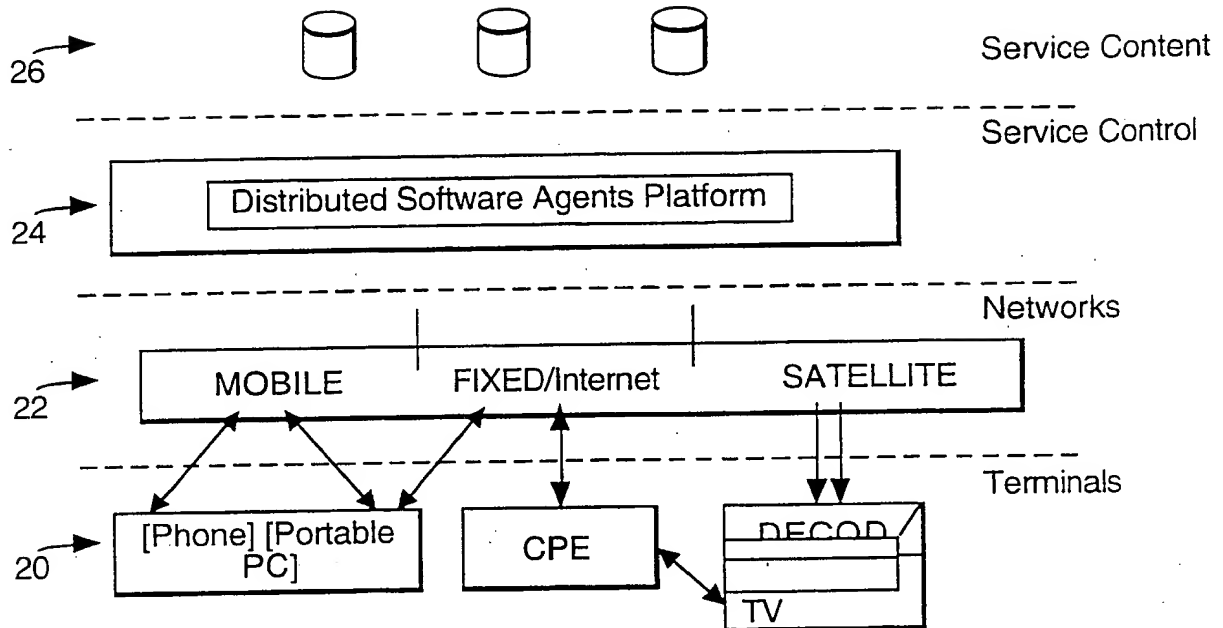 26
Service Content
Service Control
Distributed Software Agents Platform
24
Networks
MOBILE FIXED/Internet SATELLITE
22
Terminals
[Phone] [Portable
PC]
CPE
DECOD
20
TV